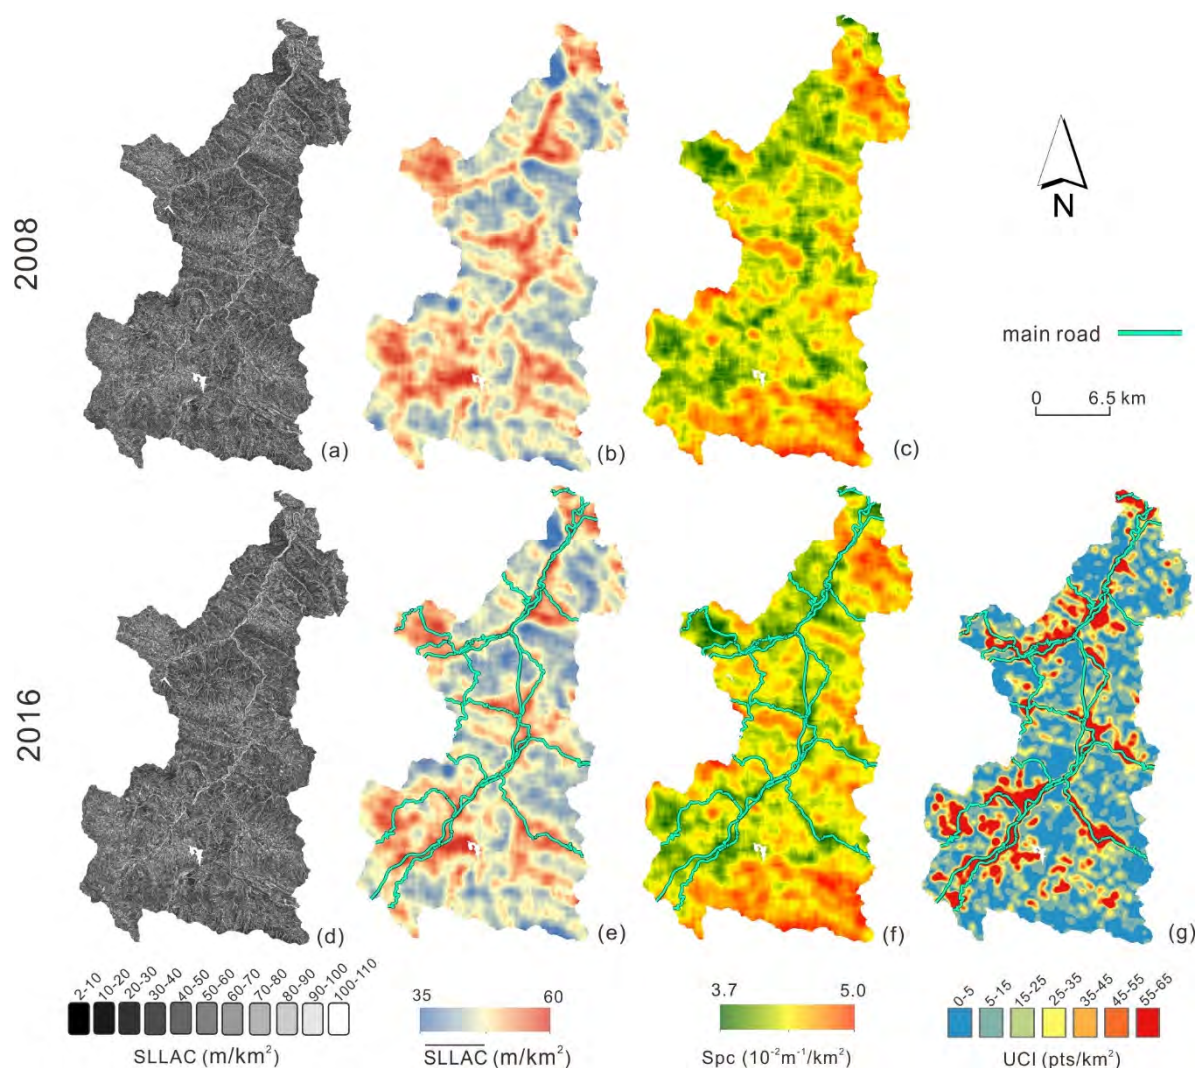 2008
N
main road
0 6.5 km
(a)
(b)
(c)
2016
(d)
(e)
(f)
(g)
2-10
10-20
20-30
30-40
40-50
50-60
60-70
70-80
80-90
90-100
100-110
SLLAC (m/km²)
35 60
SLLAC (m/km²)
3.7 5.0
Spc (10⁻²m⁻¹/km²)
0-5
5-15
15-25
25-35
35-45
45-55
55-65
UCI (pts/km²)